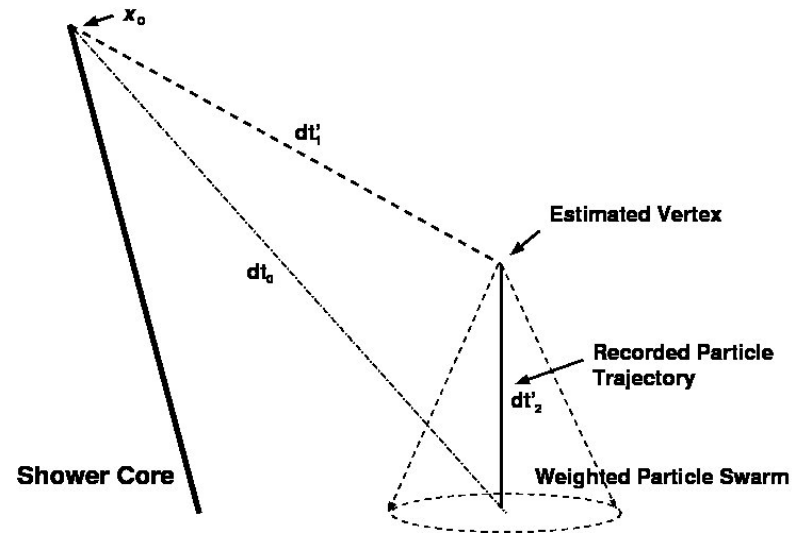 x₀
dt'₁
Estimated Vertex
dt₀
Recorded Particle
Trajectory
dt'₂
Shower Core
Weighted Particle Swarm